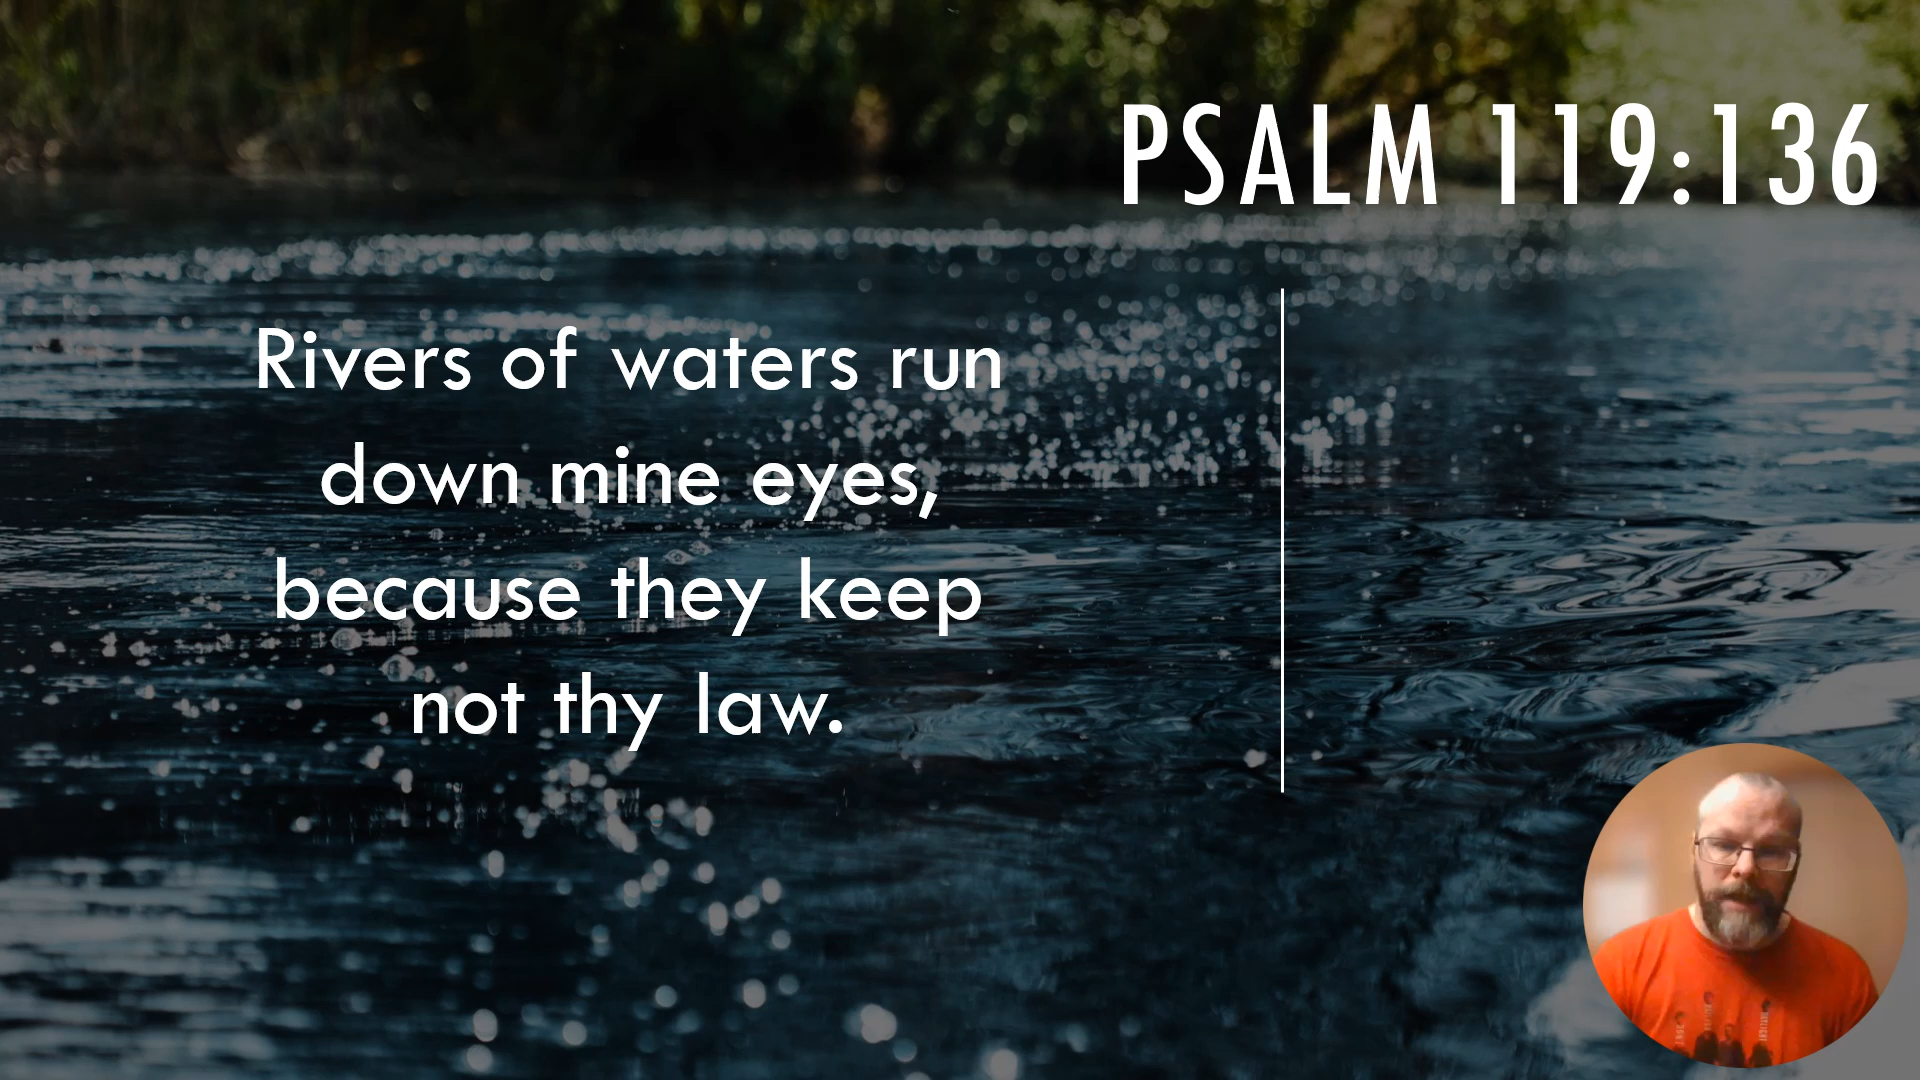 PSALM 119:136
Rivers of waters run
down mine eyes,
because they keep
not thy law.